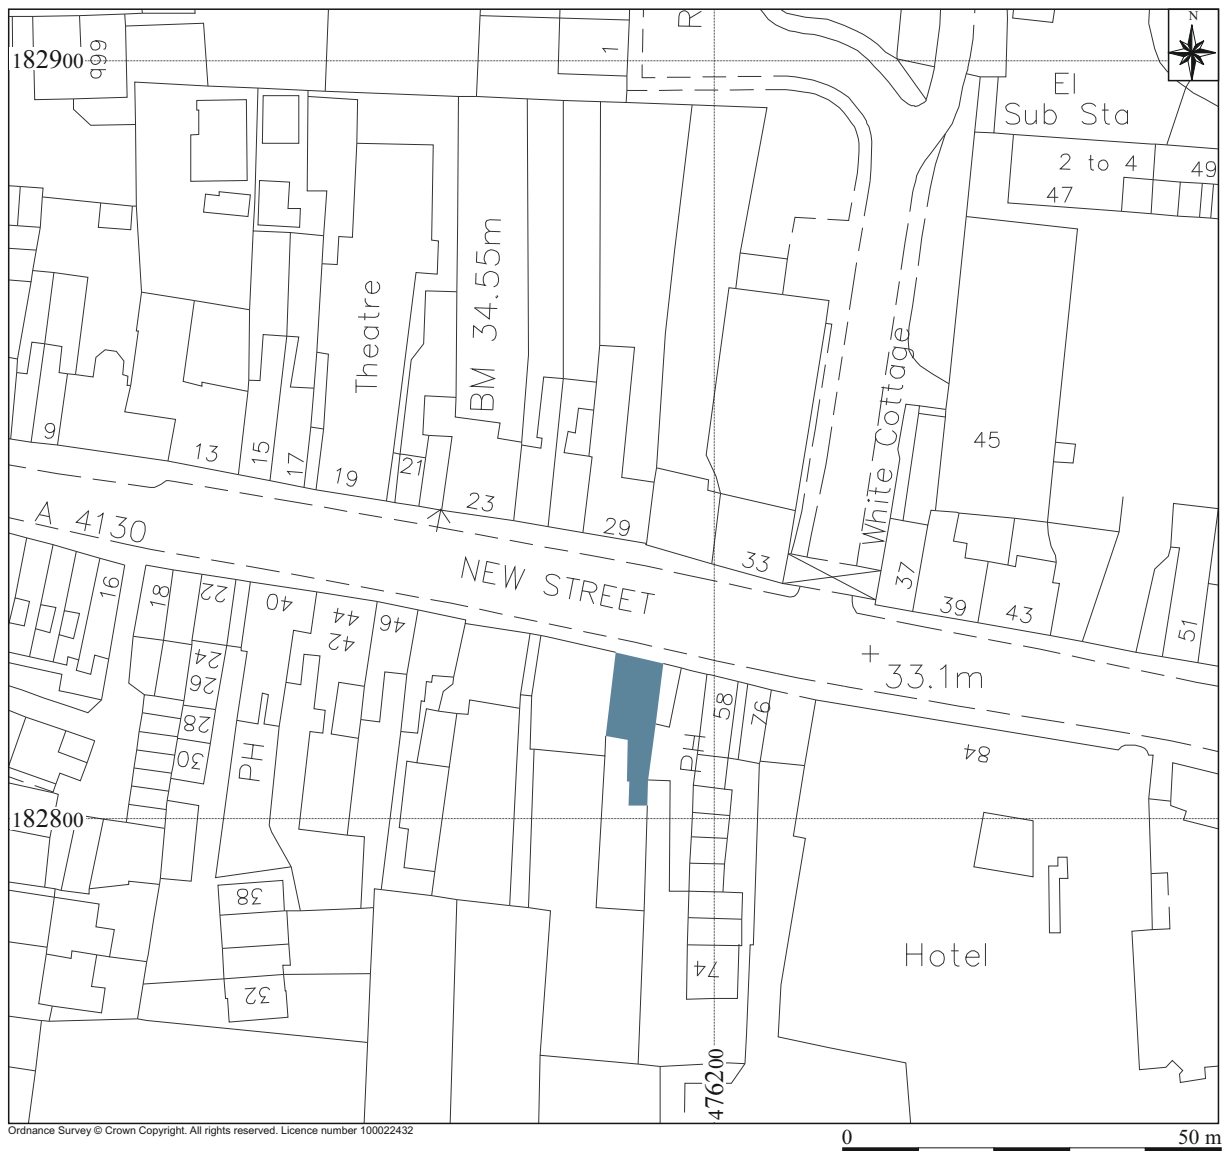 N
R
66b
1
182900
El
Sub Sta
2 to 4
49
47
BM 34.55m
Theatre
White Cottage
45
9
13
15
17
19
21
23
29
A 4130
NEW STREET
33
37
39
43
51
16
18
22
40
44
42
46
24
26
28
30
PH
PH
58
76
33.1m
84
182800
38
32
74
Hotel
476200
Ordnance Survey © Crown Copyright. All rights reserved. Licence number 100022432
0
50 m